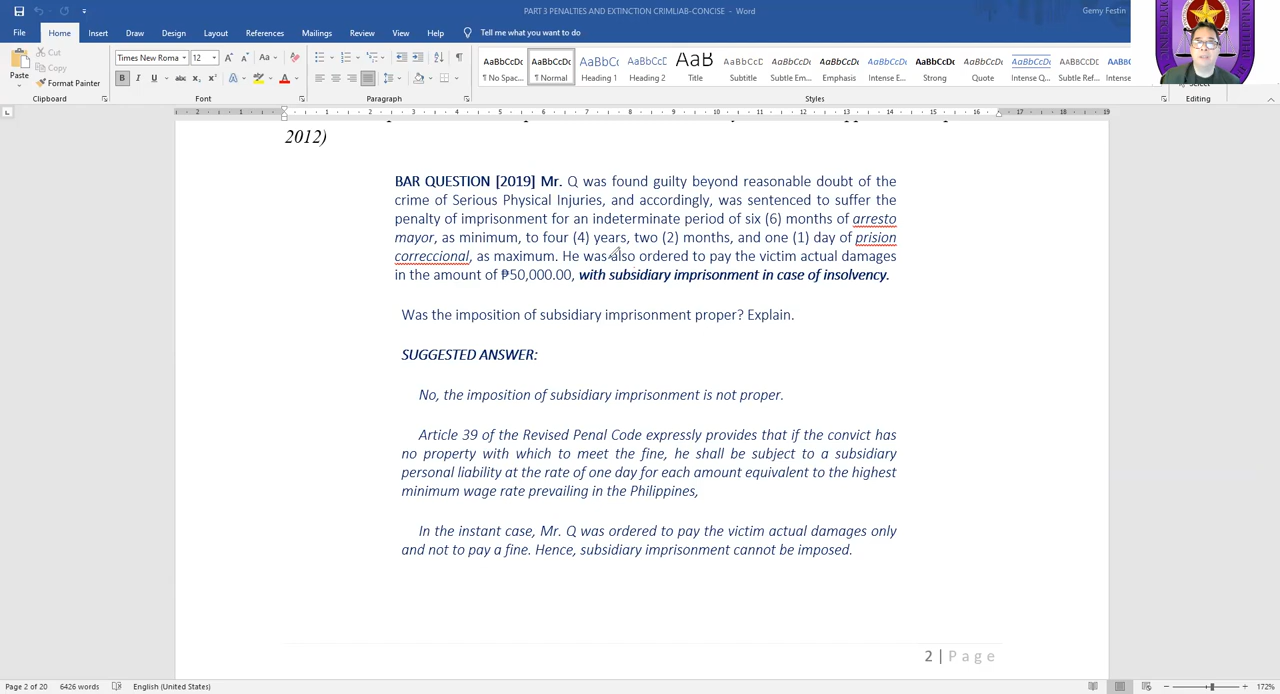 PART 3 PENALTIES AND EXTINCTION CRIMLIAB-CONCISE - Word
Gemy Festin
File Home Insert Draw Design Layout References Mailings Review View Help Tell me what you want to do
Paste
Cut
Copy
Format Painter
Clipboard
Times New Roma 12
Font
Paragraph
AaBbCcDc AaBbCcDc AaBbCc AaBbCcD AaB AaBbCcD AaBbCcDc AaBbCcDc AaBbCcDc AaBbCcDc AaBbCcDc AaBbCcDc AABBCCDC AABBC
¶ No Spac... ¶ Normal Heading 1 Heading 2 Title Subtitle Subtle Em... Emphasis Intense E... Strong Quote Intense Q... Subtle Ref... Intense
Styles
Select
Editing
2012)
BAR QUESTION [2019] Mr. Q was found guilty beyond reasonable doubt of the
crime of Serious Physical Injuries, and accordingly, was sentenced to suffer the
penalty of imprisonment for an indeterminate period of six (6) months of arresto
mayor, as minimum, to four (4) years, two (2) months, and one (1) day of prision
correccional, as maximum. He was also ordered to pay the victim actual damages
in the amount of ₱50,000.00, with subsidiary imprisonment in case of insolvency.
Was the imposition of subsidiary imprisonment proper? Explain.
SUGGESTED ANSWER:
No, the imposition of subsidiary imprisonment is not proper.
Article 39 of the Revised Penal Code expressly provides that if the convict has
no property with which to meet the fine, he shall be subject to a subsidiary
personal liability at the rate of one day for each amount equivalent to the highest
minimum wage rate prevailing in the Philippines,
In the instant case, Mr. Q was ordered to pay the victim actual damages only
and not to pay a fine. Hence, subsidiary imprisonment cannot be imposed.
2 | Page
Page 2 of 20 6426 words English (United States) 172%